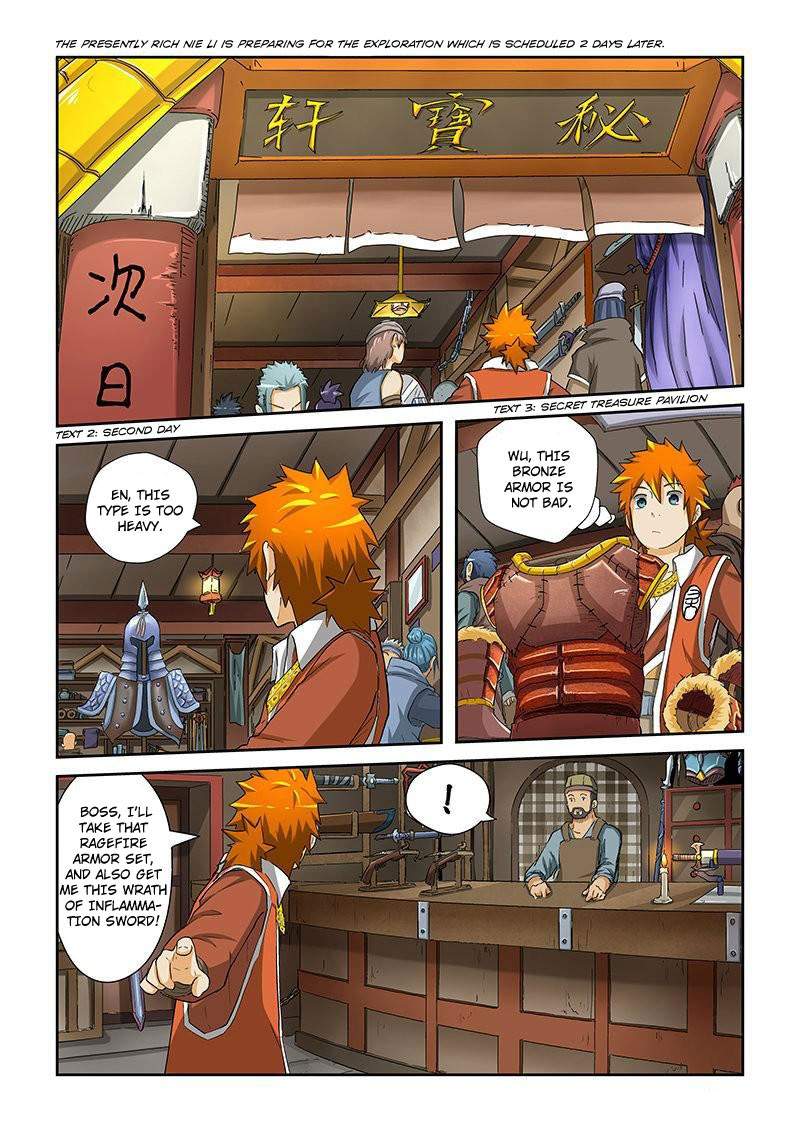 THE PRESENTLY RICH NIE LI IS PREPARING FOR THE EXPLORATION WHICH IS SCHEDULED 2 DAYS LATER.
轩寶秘
次日
TEXT 2: SECOND DAY
TEXT 3: SECRET TREASURE PAVILION
EN, THIS
TYPE IS TOO
HEAVY.
WU, THIS
BRONZE
ARMOR IS
NOT BAD.
BOSS, I'LL
TAKE THAT
RAGEFIRE
ARMOR SET,
AND ALSO GET
ME THIS WRATH
OF INFLAMMA-
TION SWORD!
!